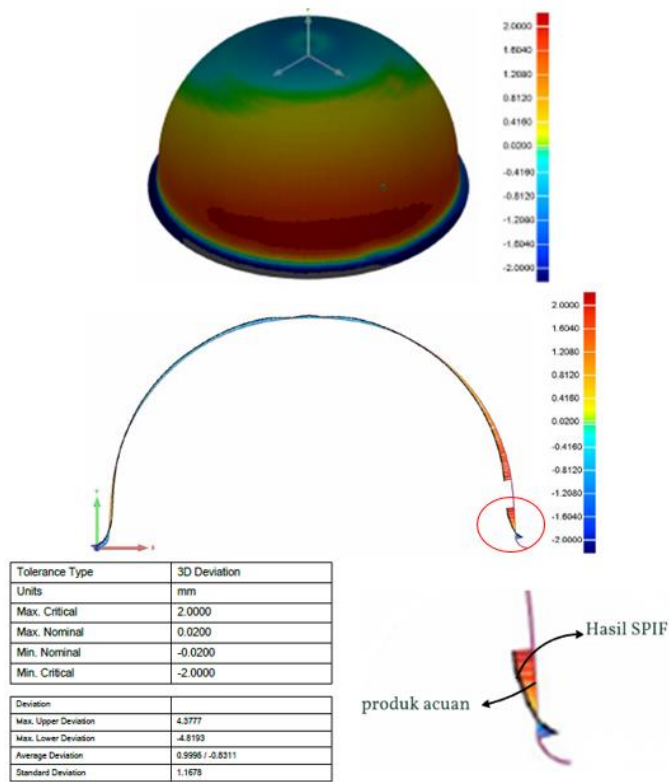 2.0000
1.6040
1.2080
0.8120
0.4160
0.0200
-0.4160
-0.8120
-1.2080
-1.6040
-2.0000
2.0000
1.6040
1.2080
0.8120
0.4160
0.0200
-0.4160
-0.8120
-1.2080
-1.6040
-2.0000
Tolerance Type 3D Deviation
Units mm
Max. Critical 2.0000
Max. Nominal 0.0200
Min. Nominal -0.0200
Min. Critical -2.0000
Deviation
Max. Upper Deviation 4.3777
Max. Lower Deviation -4.8193
Average Deviation 0.9995 / -0.8311
Standard Deviation 1.1678
Hasil SPIF
produk acuan